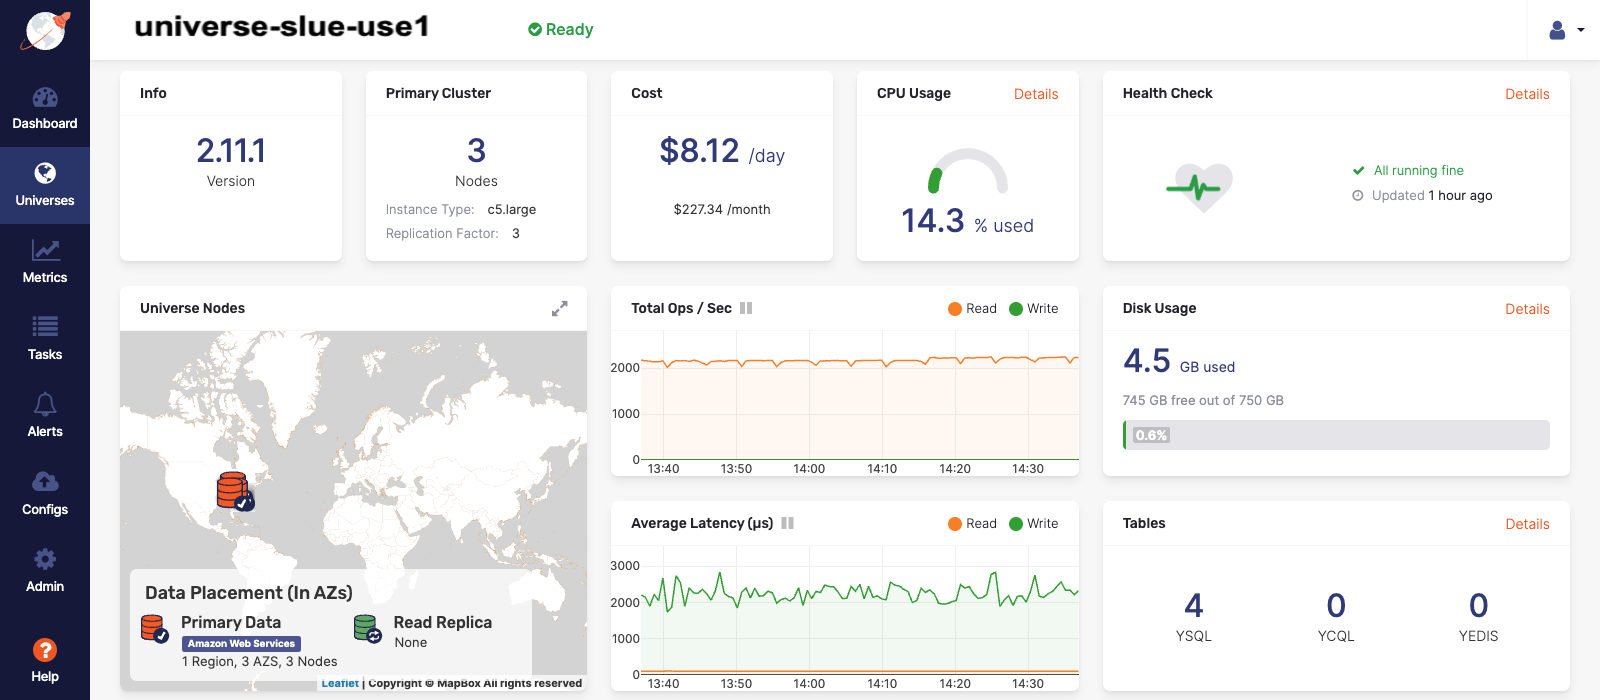 universe-slue-use1
Ready
Dashboard
Universes
Metrics
Tasks
Alerts
Configs
Admin
?
Help
Info
2.11.1
Version
Primary Cluster
3
Nodes
Instance Type: c5.large
Replication Factor: 3
Cost
$8.12 /day
$227.34 /month
CPU Usage Details
14.3 % used
Health Check Details
All running fine
Updated 1 hour ago
Universe Nodes
Data Placement (In AZs)
Primary Data
Amazon Web Services
1 Region, 3 AZS, 3 Nodes
Read Replica
None
Leaflet | Copyright © MapBox All rights reserved
Total Ops / Sec Read Write
2000
1000
0
13:40 13:50 14:00 14:10 14:20 14:30
Disk Usage Details
4.5 GB used
745 GB free out of 750 GB
0.6%
Average Latency (μs) Read Write
3000
2000
1000
0
13:40 13:50 14:00 14:10 14:20 14:30
Tables Details
4 0 0
YSQL YCQL YEDIS